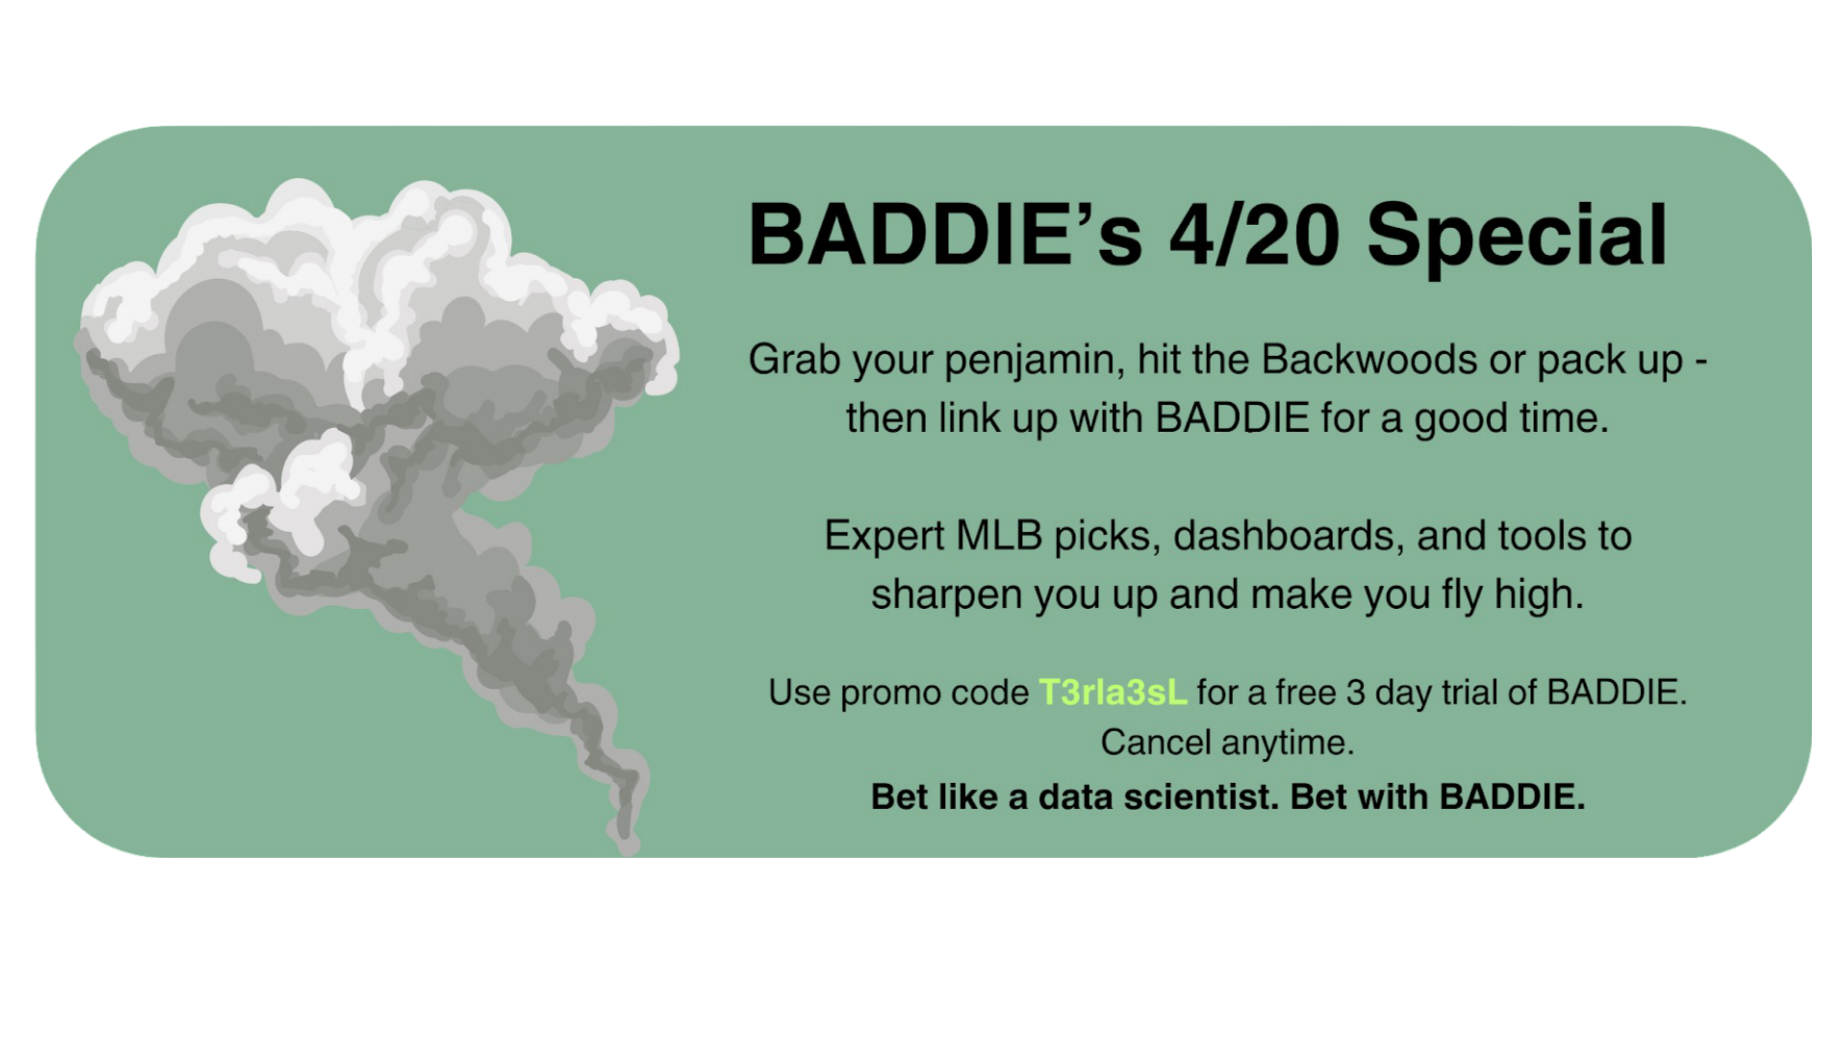 BADDIE’s 4/20 Special
Grab your penjamin, hit the Backwoods or pack up -
then link up with BADDIE for a good time.
Expert MLB picks, dashboards, and tools to
sharpen you up and make you fly high.
Use promo code T3rla3sL for a free 3 day trial of BADDIE.
Cancel anytime.
Bet like a data scientist. Bet with BADDIE.